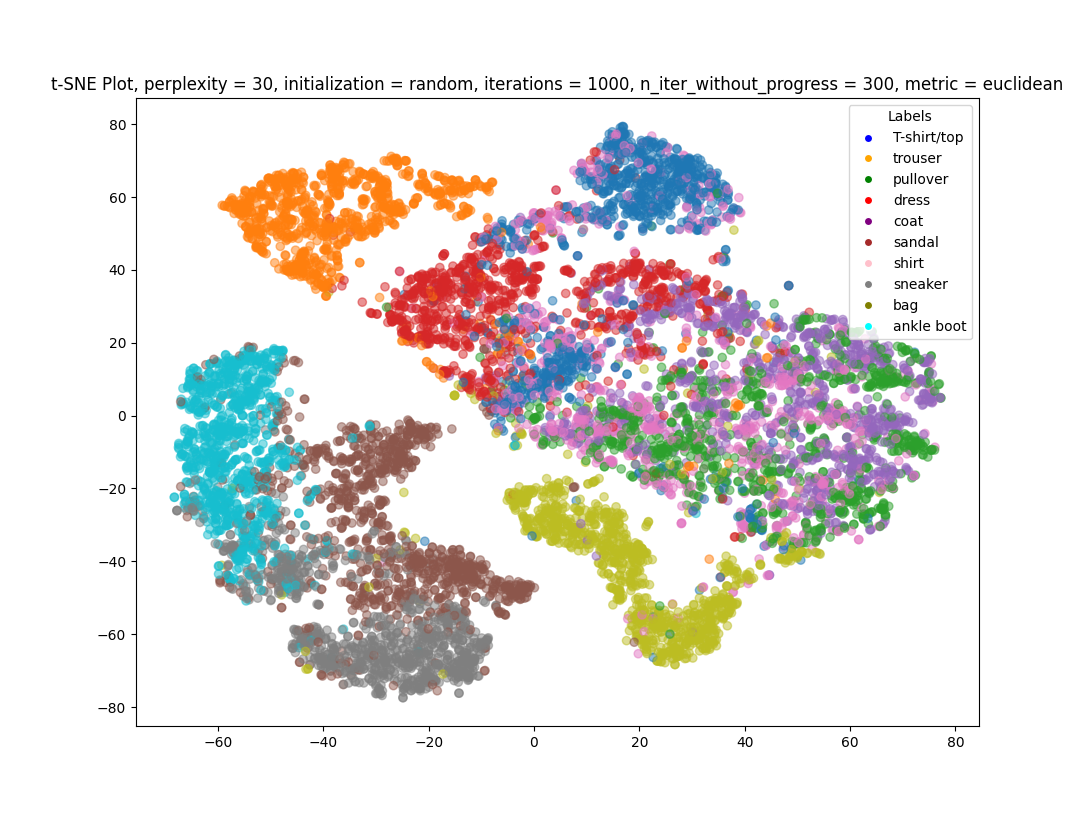 t-SNE Plot, perplexity = 30, initialization = random, iterations = 1000, n_iter_without_progress = 300, metric = euclidean
Labels
T-shirt/top
trouser
pullover
dress
coat
sandal
shirt
sneaker
bag
ankle boot
80
60
40
20
0
−20
−40
−60
−80
−60 −40 −20 0 20 40 60 80